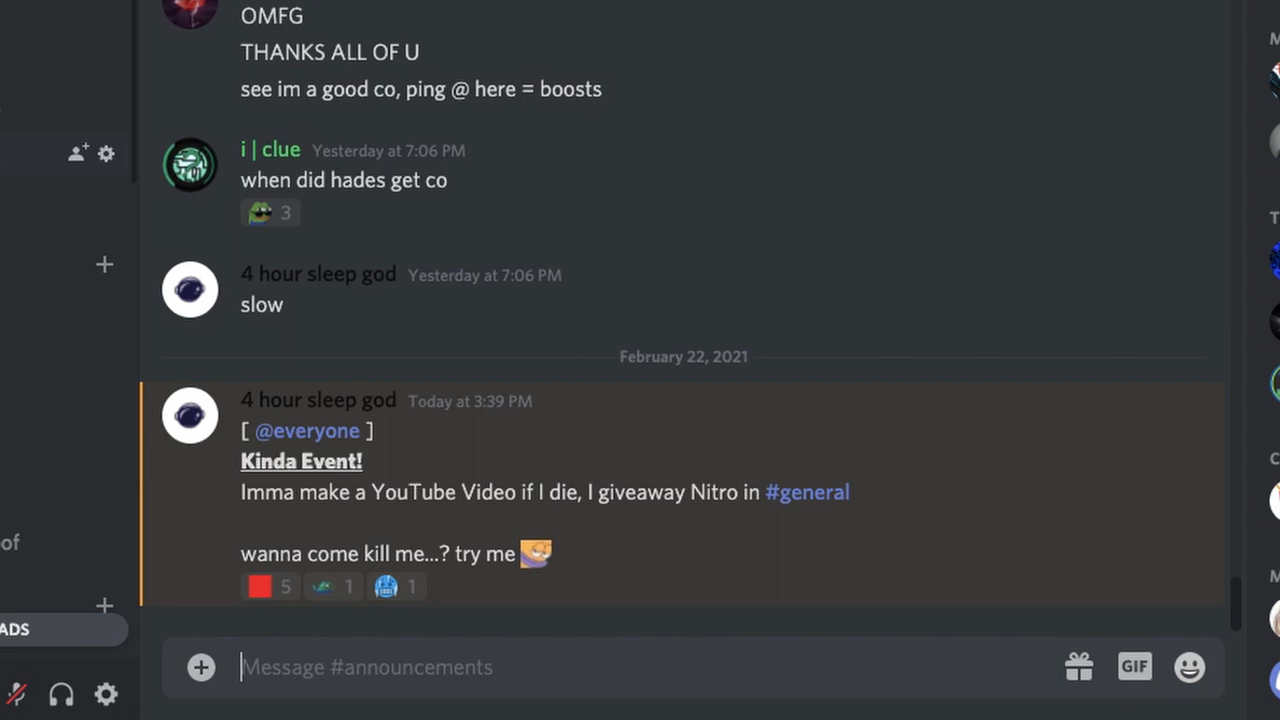 OMFG
THANKS ALL OF U
see im a good co, ping @ here = boosts
i | clue Yesterday at 7:06 PM
when did hades get co
3
4 hour sleep god Yesterday at 7:06 PM
slow
February 22, 2021
4 hour sleep god Today at 3:39 PM
[ @everyone ]
Kinda Event!
Imma make a YouTube Video if I die, I giveaway Nitro in #general
wanna come kill me...? try me
5 1 1
of
ADS
Message #announcements
GIF
M
T
C
M